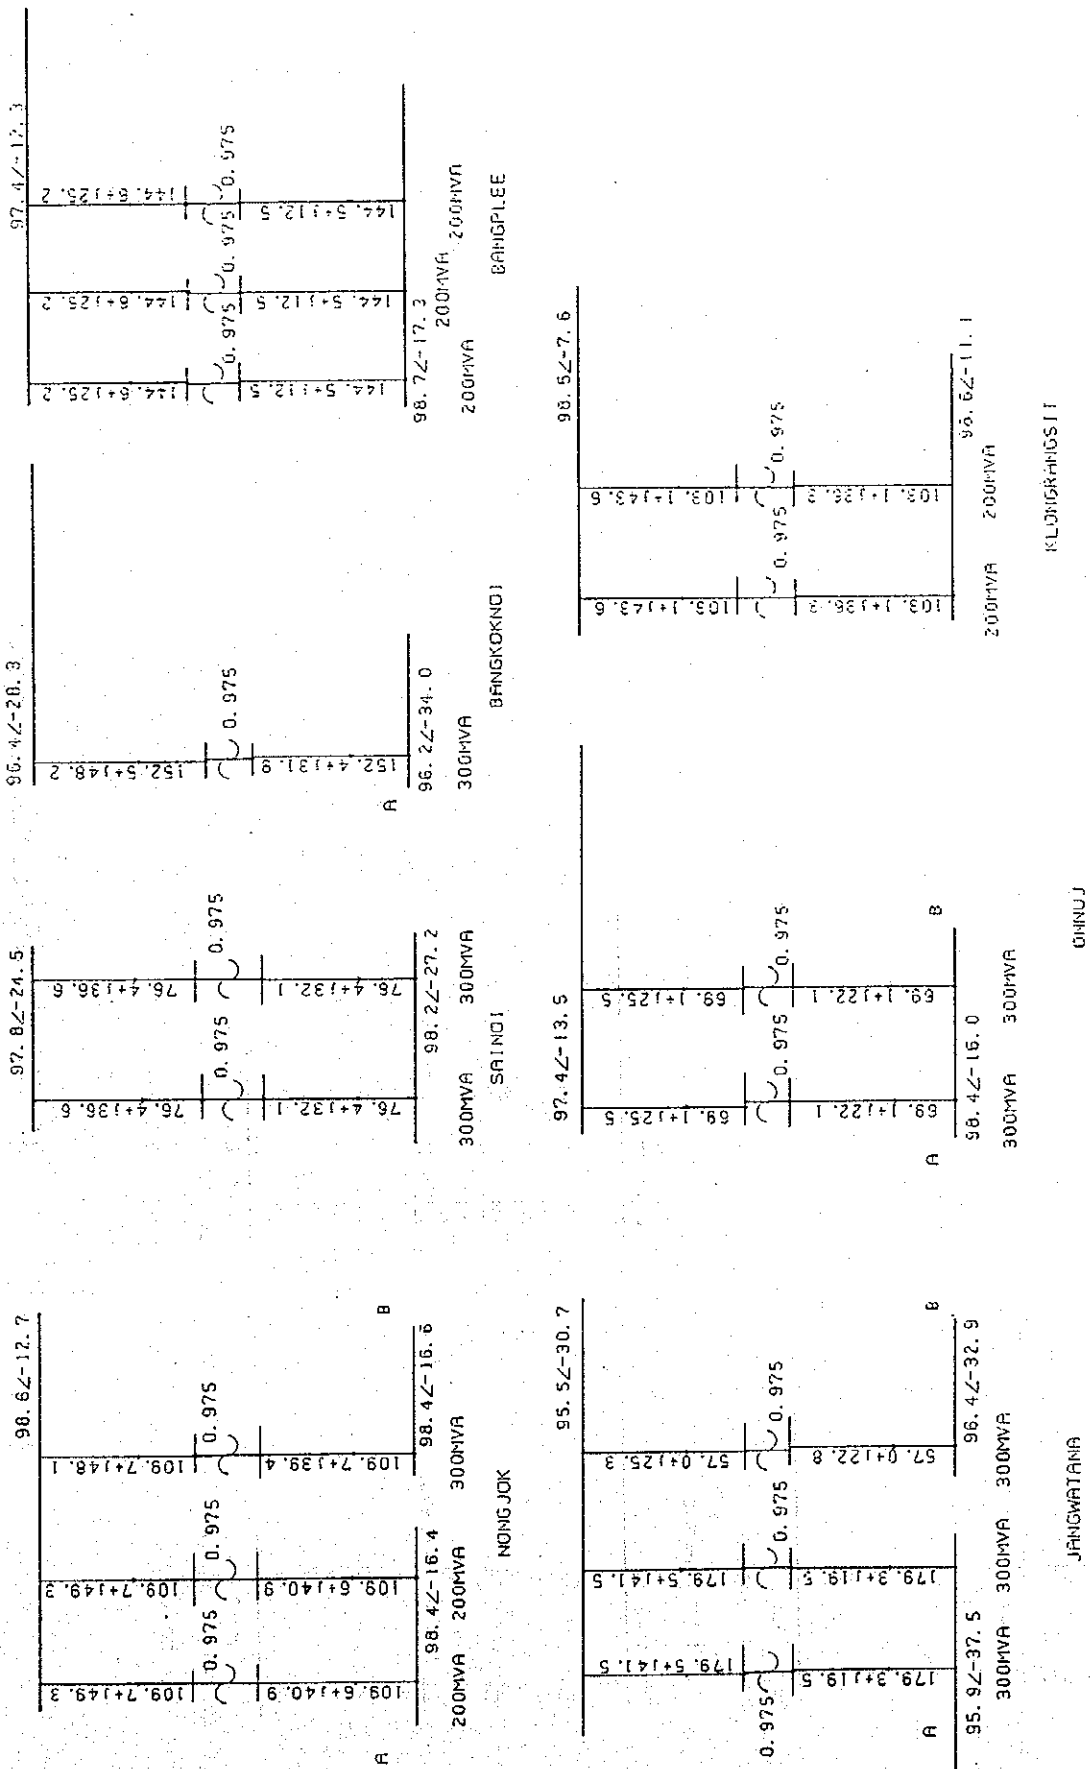 98.6∠-12.7
109.7+j49.3
109.7+j49.3
109.7+j48.1
0.975
0.975
0.975
109.6+j40.9
109.6+j40.9
109.7+j39.4
A
B
98.4∠-16.4
98.4∠-16.6
200MVA 200MVA 300MVA
NONGJOK
97.8∠-24.5
76.4+j36.6
76.4+j36.6
0.975
0.975
76.4+j32.1
76.4+j32.1
98.2∠-27.2
300MVA 300MVA
SAINOI
96.4∠-28.3
152.5+j48.2
0.975
152.4+j31.9
A
96.2∠-34.0
300MVA
BANGKOKNOI
97.4∠-17.3
144.6+j25.2
144.6+j25.2
144.6+j25.2
0.975
0.975
0.975
144.5+j12.5
144.5+j12.5
144.5+j12.5
98.7∠-17.3
200MVA 200MVA 200MVA
BANGPLEE
95.5∠-30.7
179.5+j41.5
179.5+j41.5
57.0+j25.3
0.975
0.975
0.975
179.3+j19.5
179.3+j19.5
57.0+j22.8
A
B
95.9∠-37.5
96.4∠-32.9
300MVA 300MVA 300MVA
JANGWATANA
97.4∠-13.5
69.1+j25.5
69.1+j25.5
0.975
0.975
69.1+j22.1
69.1+j22.1
A
B
98.4∠-16.0
300MVA 300MVA
ONNUJ
98.5∠-7.6
103.1+j43.6
103.1+j43.6
0.975
0.975
103.1+j36.3
103.1+j36.3
98.6∠-11.1
200MVA 200MVA
KLONGRANGSIT